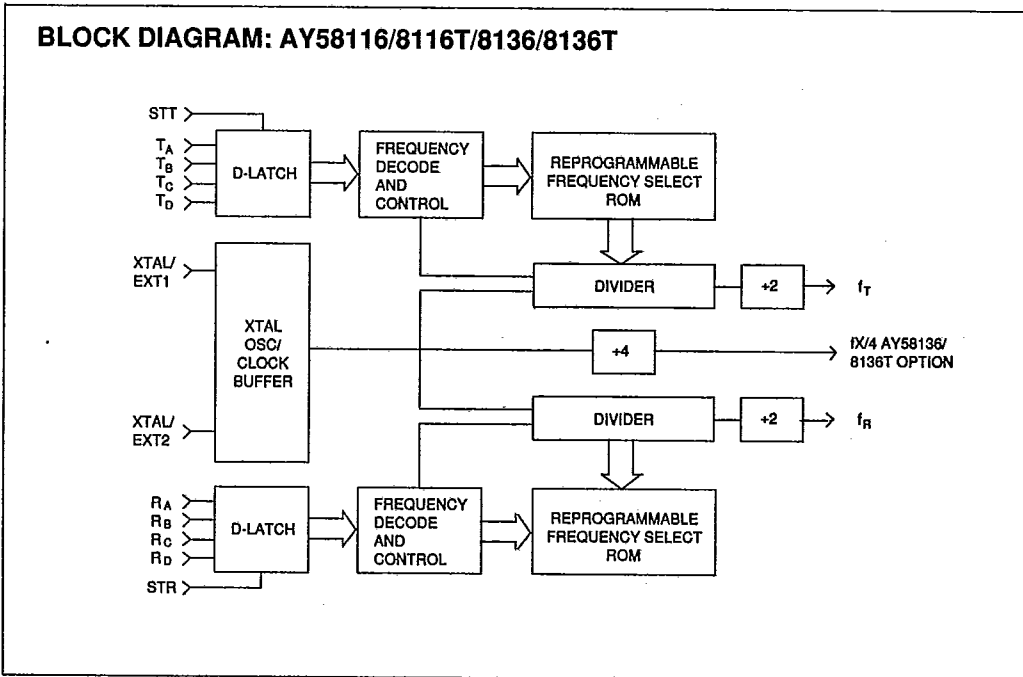 BLOCK DIAGRAM: AY58116/8116T/8136/8136T
STT
TA
TB
TC
TD
D-LATCH
FREQUENCY
DECODE
AND
CONTROL
REPROGRAMMABLE
FREQUENCY SELECT
ROM
XTAL/
EXT1
XTAL
OSC/
CLOCK
BUFFER
DIVIDER
÷2
fT
÷4
fX/4 AY58136/
8136T OPTION
XTAL/
EXT2
DIVIDER
÷2
fR
RA
RB
RC
RD
STR
D-LATCH
FREQUENCY
DECODE
AND
CONTROL
REPROGRAMMABLE
FREQUENCY SELECT
ROM